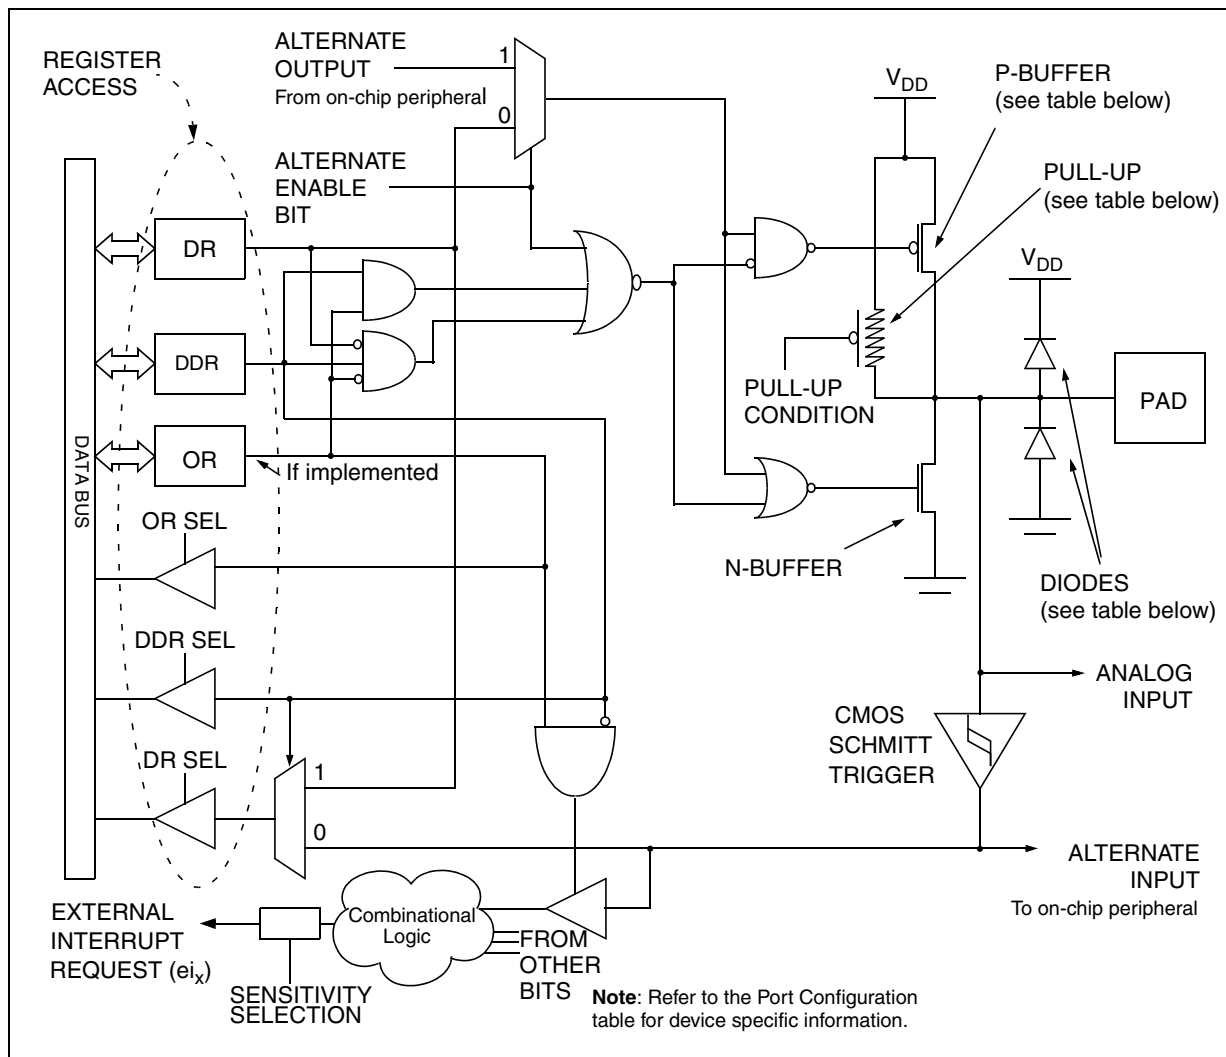 REGISTER
ACCESS
ALTERNATE
OUTPUT
From on-chip peripheral
1
0
ALTERNATE
ENABLE
BIT
VDD
P-BUFFER
(see table below)
PULL-UP
(see table below)
VDD
DR
DDR
OR
If implemented
DATA BUS
PULL-UP
CONDITION
PAD
OR SEL
DDR SEL
DR SEL
N-BUFFER
DIODES
(see table below)
ANALOG
INPUT
CMOS
SCHMITT
TRIGGER
1
0
ALTERNATE
INPUT
To on-chip peripheral
EXTERNAL
INTERRUPT
REQUEST (eix)
Combinational
Logic
FROM
OTHER
BITS
SENSITIVITY
SELECTION
Note: Refer to the Port Configuration
table for device specific information.